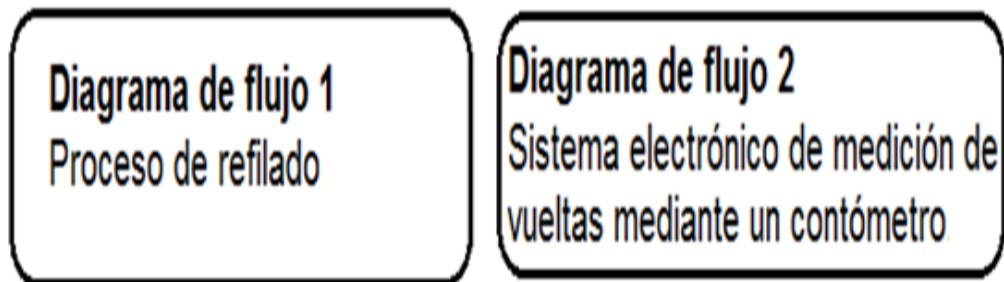 Diagrama de flujo 1
Proceso de refilado
Diagrama de flujo 2
Sistema electrónico de medición de
vueltas mediante un contómetro